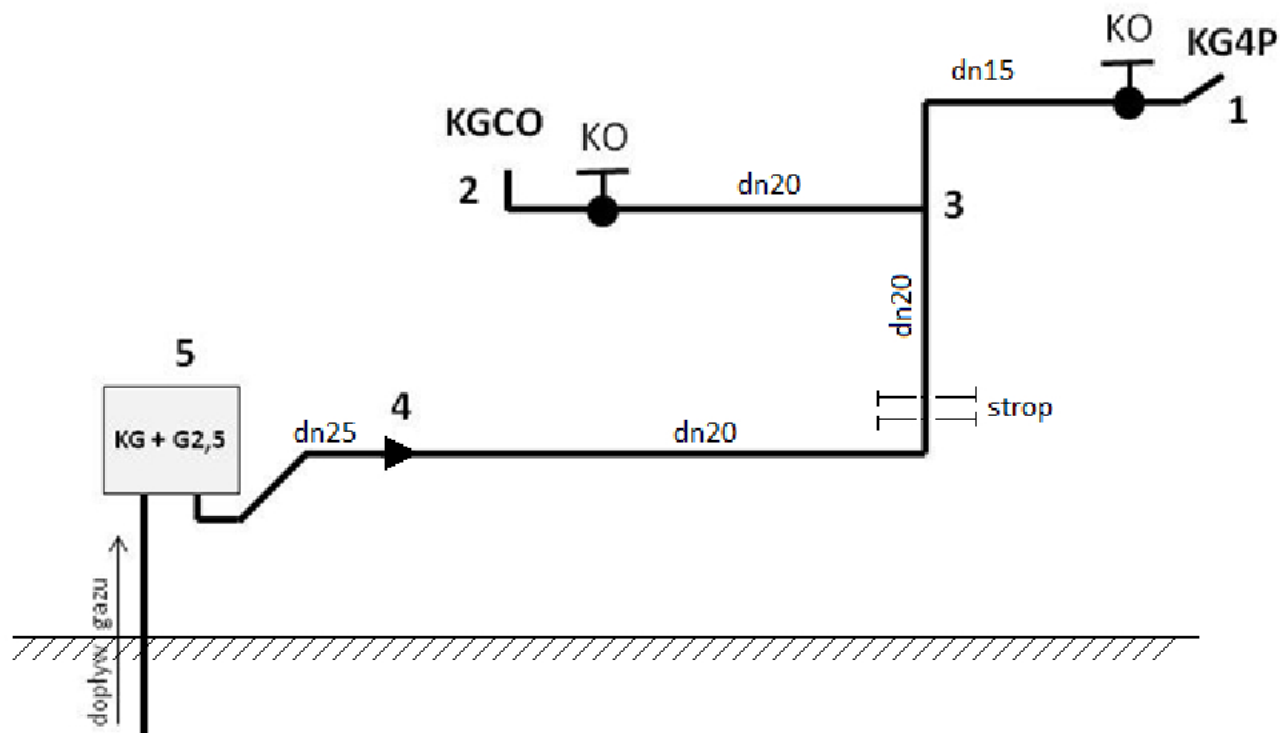 KO
KG4P
dn15
1
KGCO
KO
2
dn20
3
dn20
5
4
strop
KG + G2,5
dn25
dn20
dopływ gazu